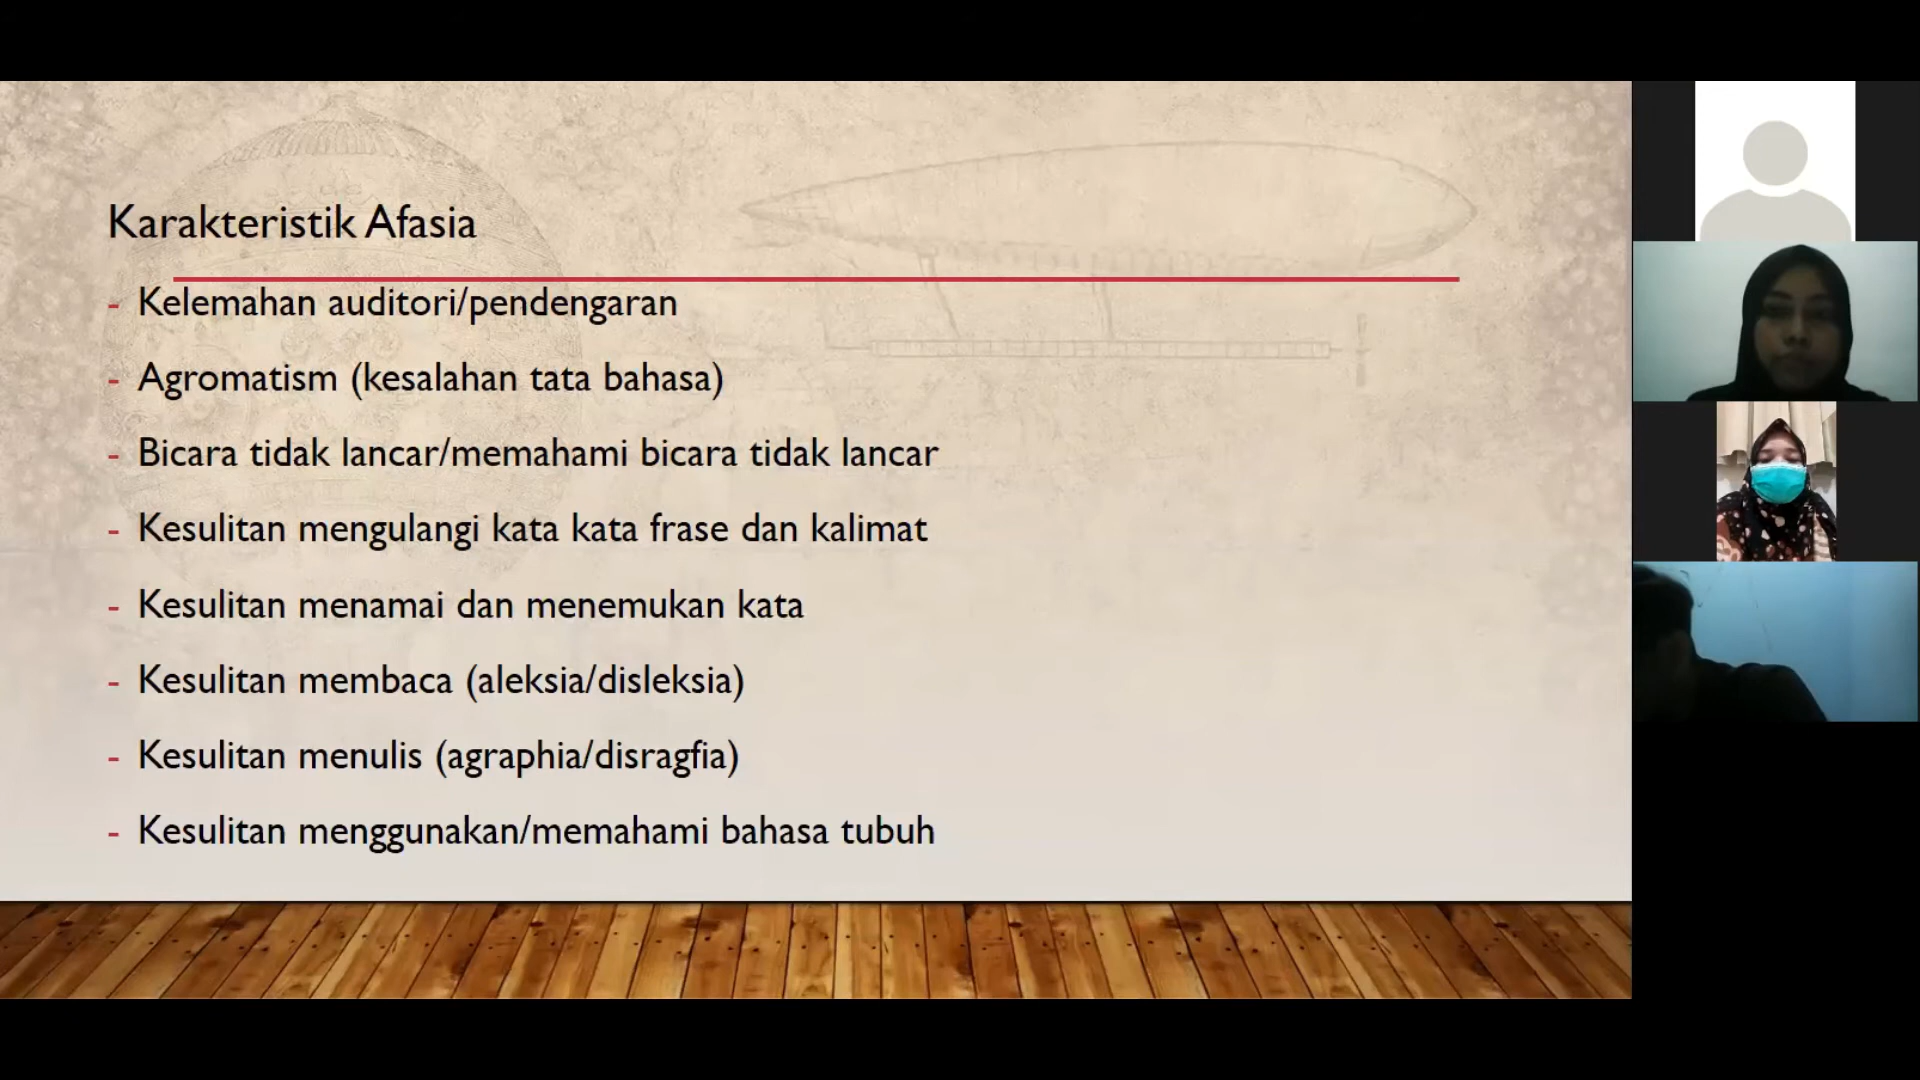 Karakteristik Afasia
- Kelemahan auditori/pendengaran
- Agromatism (kesalahan tata bahasa)
- Bicara tidak lancar/memahami bicara tidak lancar
- Kesulitan mengulangi kata kata frase dan kalimat
- Kesulitan menamai dan menemukan kata
- Kesulitan membaca (aleksia/disleksia)
- Kesulitan menulis (agraphia/disragfia)
- Kesulitan menggunakan/memahami bahasa tubuh